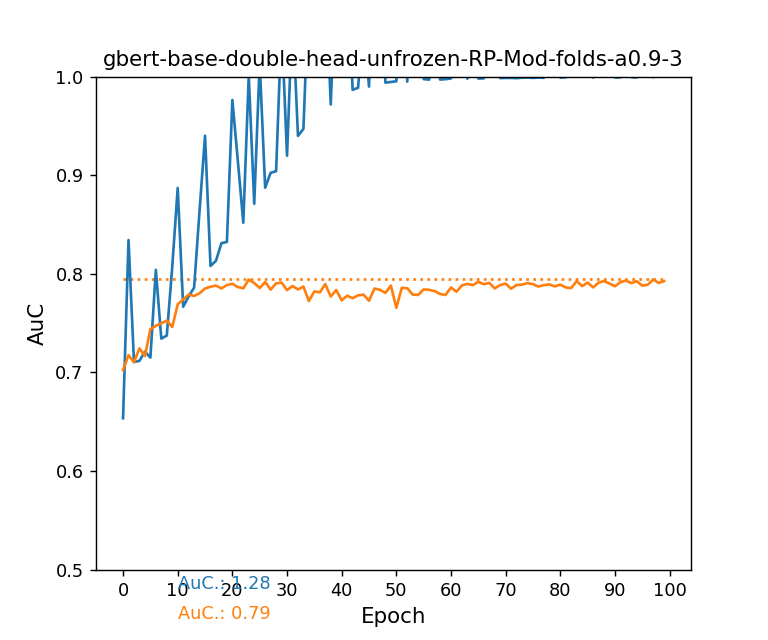 gbert-base-double-head-unfrozen-RP-Mod-folds-a0.9-3
1.0
0.9
0.8
0.7
0.6
0.5
AuC
0 10 20 30 40 50 60 70 80 90 100
AuC.: 1.28
AuC.: 0.79
Epoch